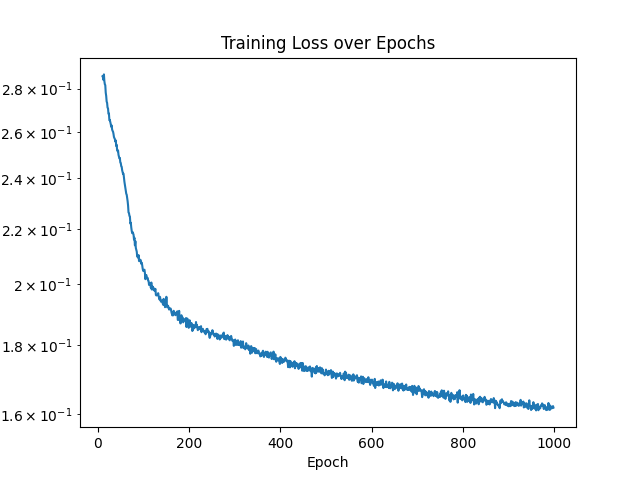 Training Loss over Epochs
2.8 × 10⁻¹
2.6 × 10⁻¹
2.4 × 10⁻¹
2.2 × 10⁻¹
2 × 10⁻¹
1.8 × 10⁻¹
1.6 × 10⁻¹
0 200 400 600 800 1000
Epoch